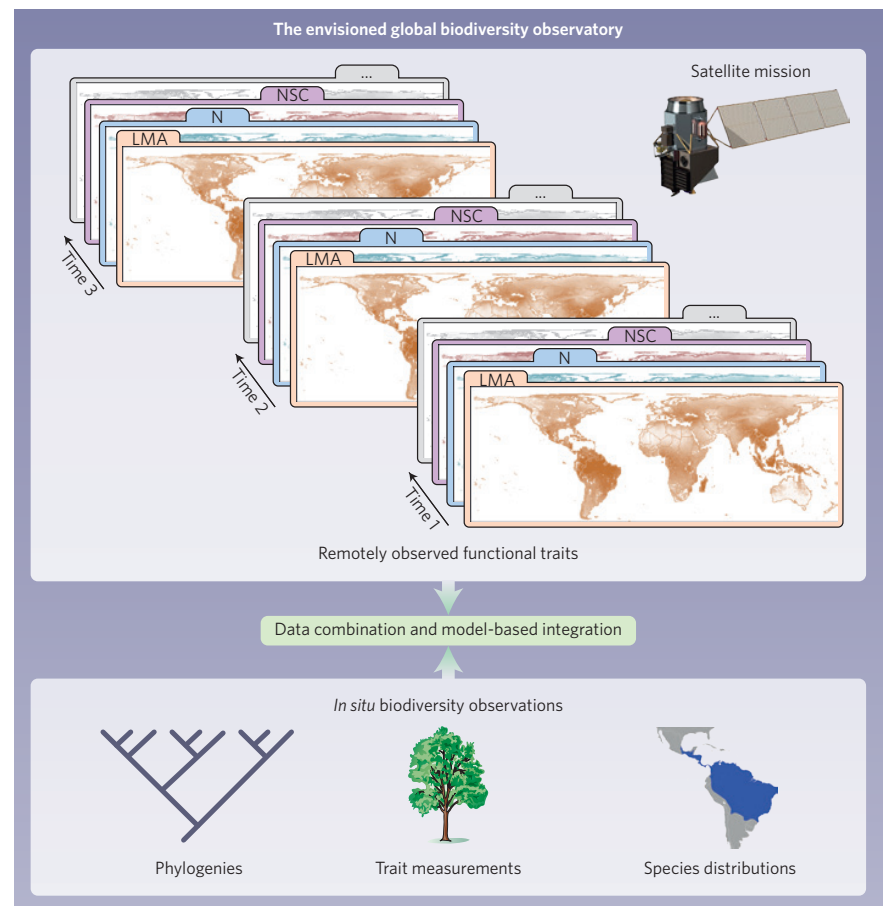 The envisioned global biodiversity observatory
Satellite mission
...
NSC
N
LMA
Time 3
...
NSC
N
LMA
Time 2
...
NSC
N
LMA
Time 1
Remotely observed functional traits
Data combination and model-based integration
In situ biodiversity observations
Phylogenies
Trait measurements
Species distributions